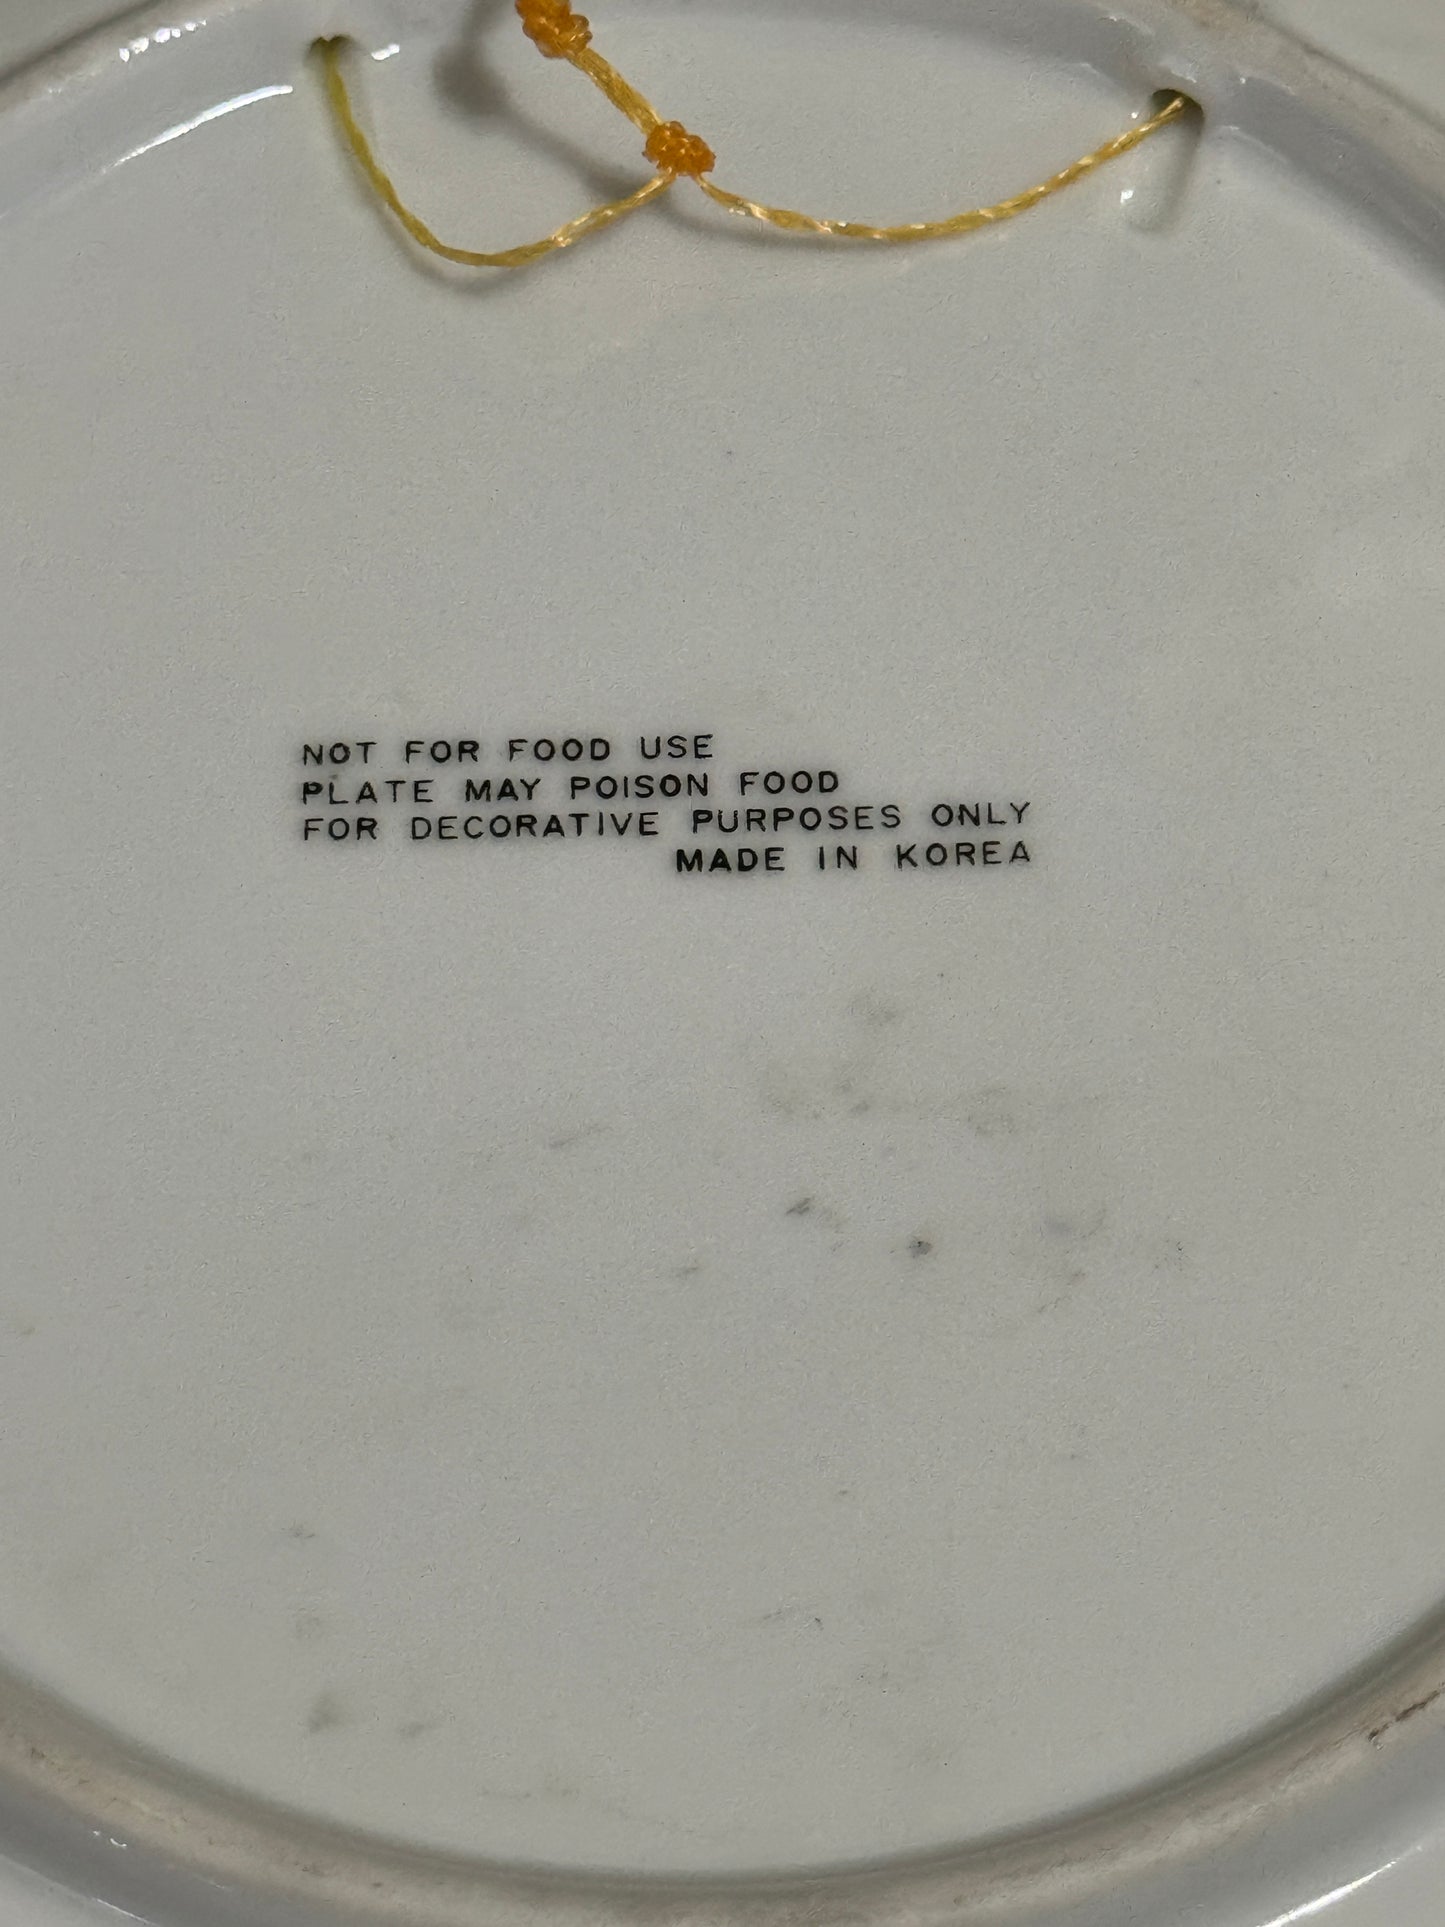 NOT FOR FOOD USE
PLATE MAY POISON FOOD
FOR DECORATIVE PURPOSES ONLY
MADE IN KOREA